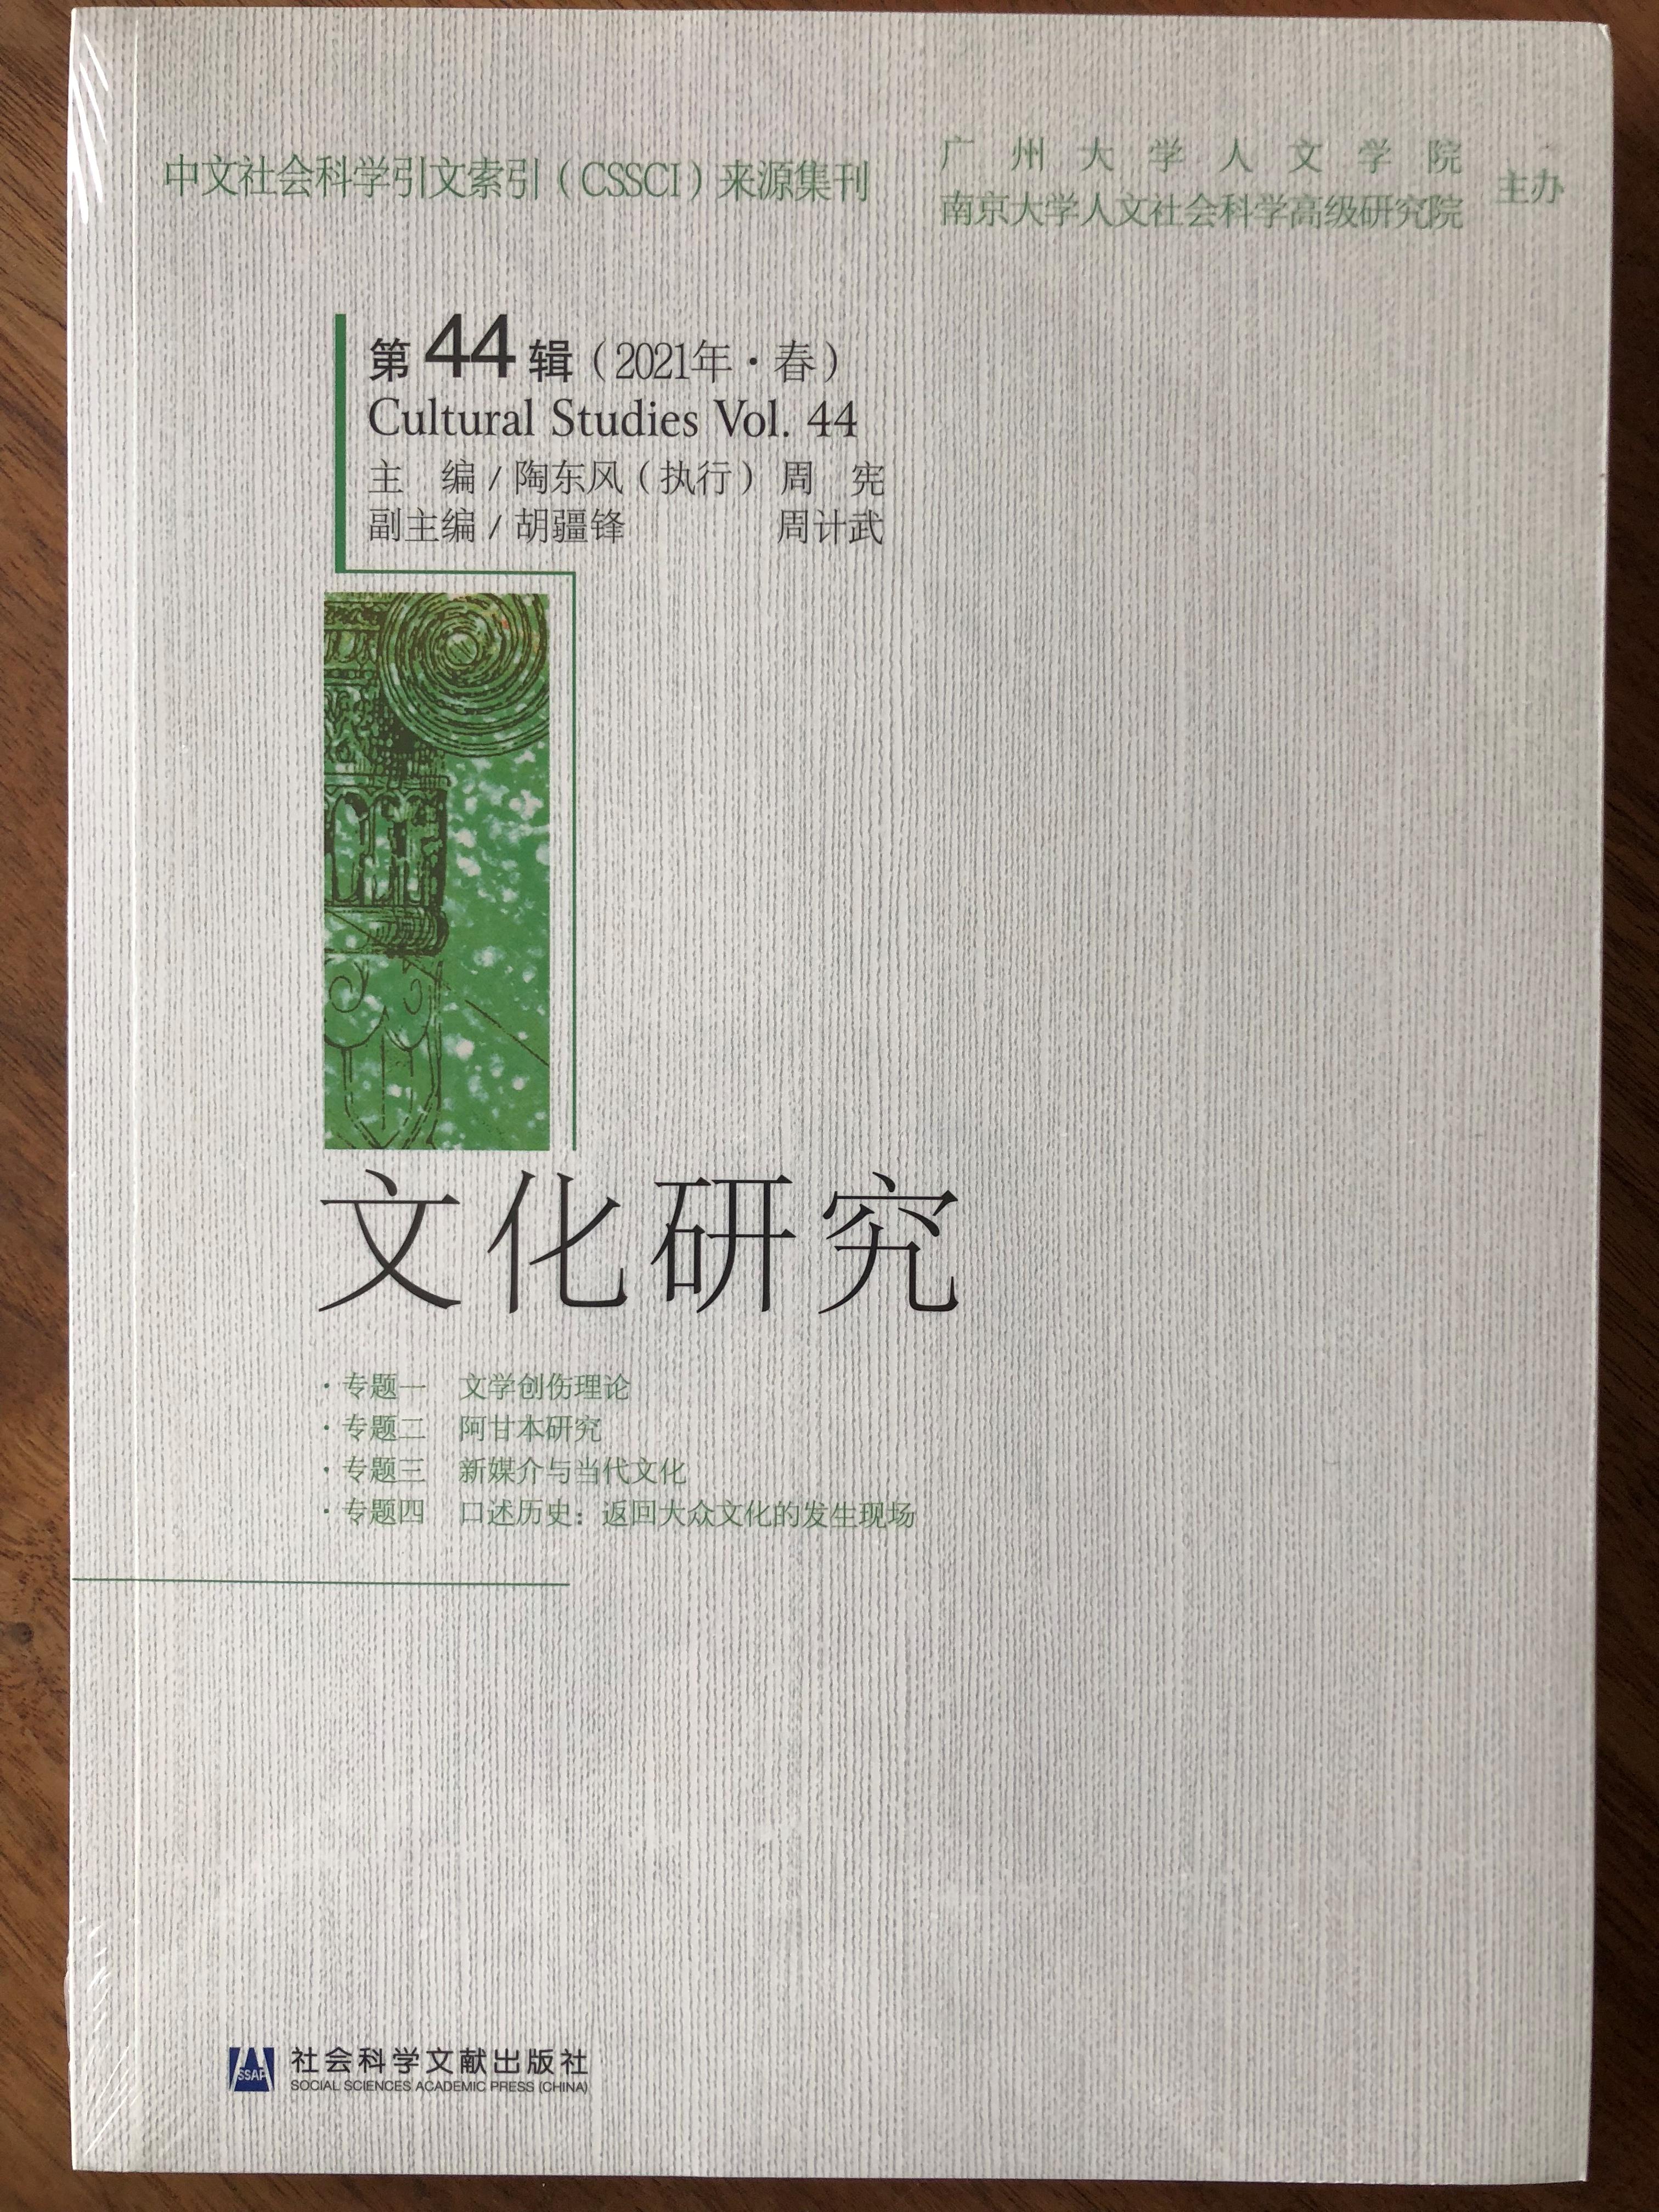 中文社会科学引文索引（CSSCI）来源集刊
广州大学人文学院
南京大学人文社会科学高级研究院
主办
第44辑（2021年·春）
Cultural Studies Vol. 44
主 编/陶东风（执行） 周 宪
副主编/胡疆锋 周计武
文化研究
·专题一 文学创伤理论
·专题二 阿甘本研究
·专题三 新媒介与当代文化
·专题四 口述历史：返回大众文化的发生现场
SSAP
社会科学文献出版社
SOCIAL SCIENCES ACADEMIC PRESS (CHINA)